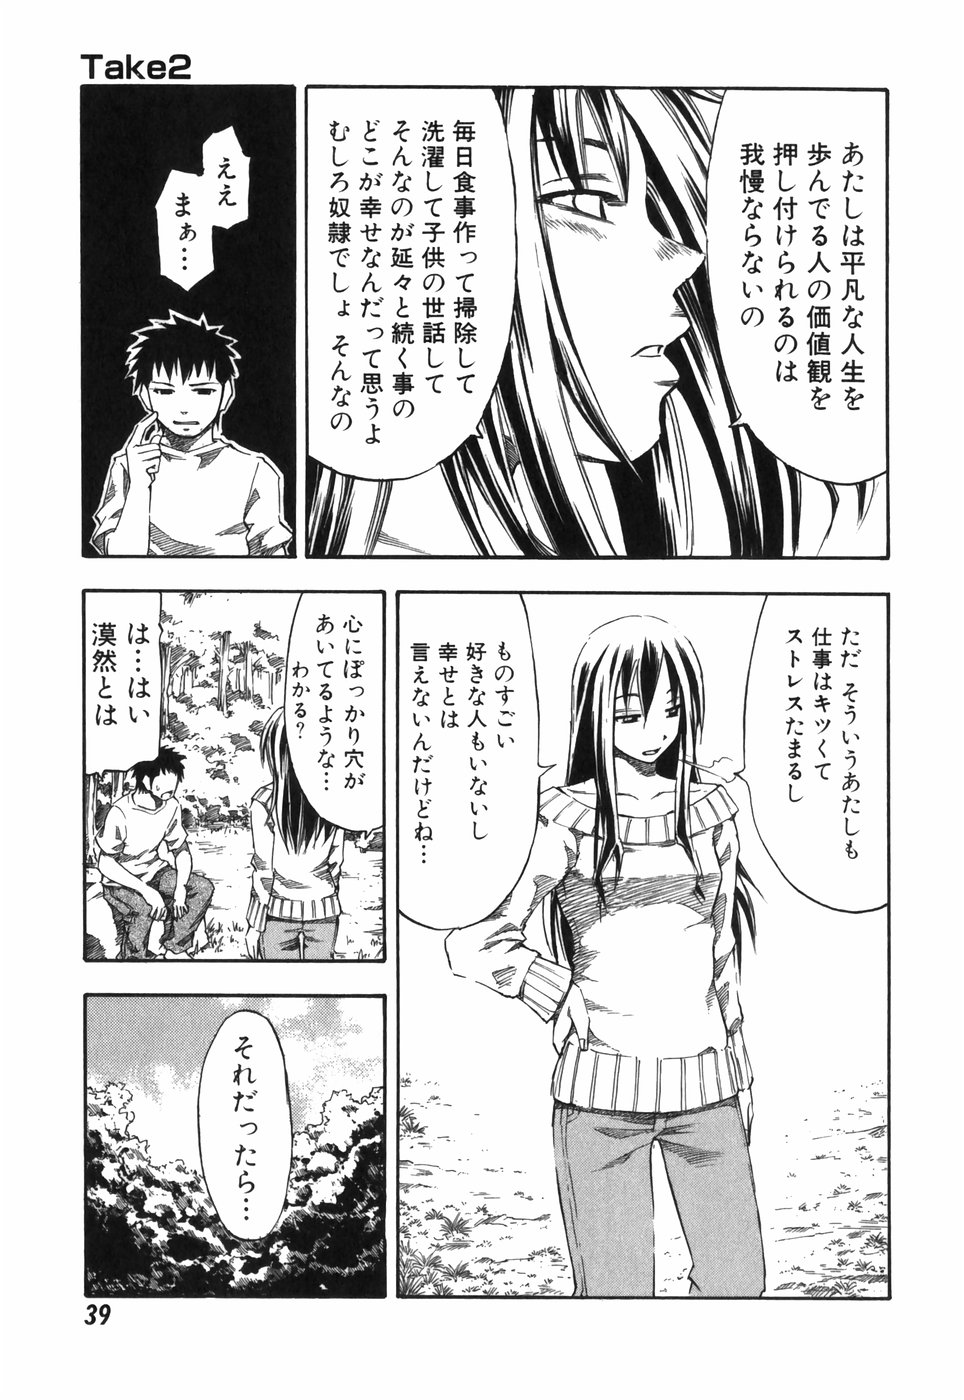 Take2
あたしは平凡な人生を
歩んでる人の価値観を
押し付けられるのは
我慢ならないの
毎日食事作って掃除して
洗濯して子供の世話して
そんなのが延々と続く事の
どこが幸せなんだって思うよ
むしろ奴隷でしょ そんなの
ええ
まぁ…
ただ そういうあたしも
仕事はキツくて
ストレスたまるし
ものすごい
好きな人もいないし
幸せとは
言えないんだけどね…
心にぽっかり穴が
あいてるような…
わかる?
は…はい
漠然とは
それだったら…
39